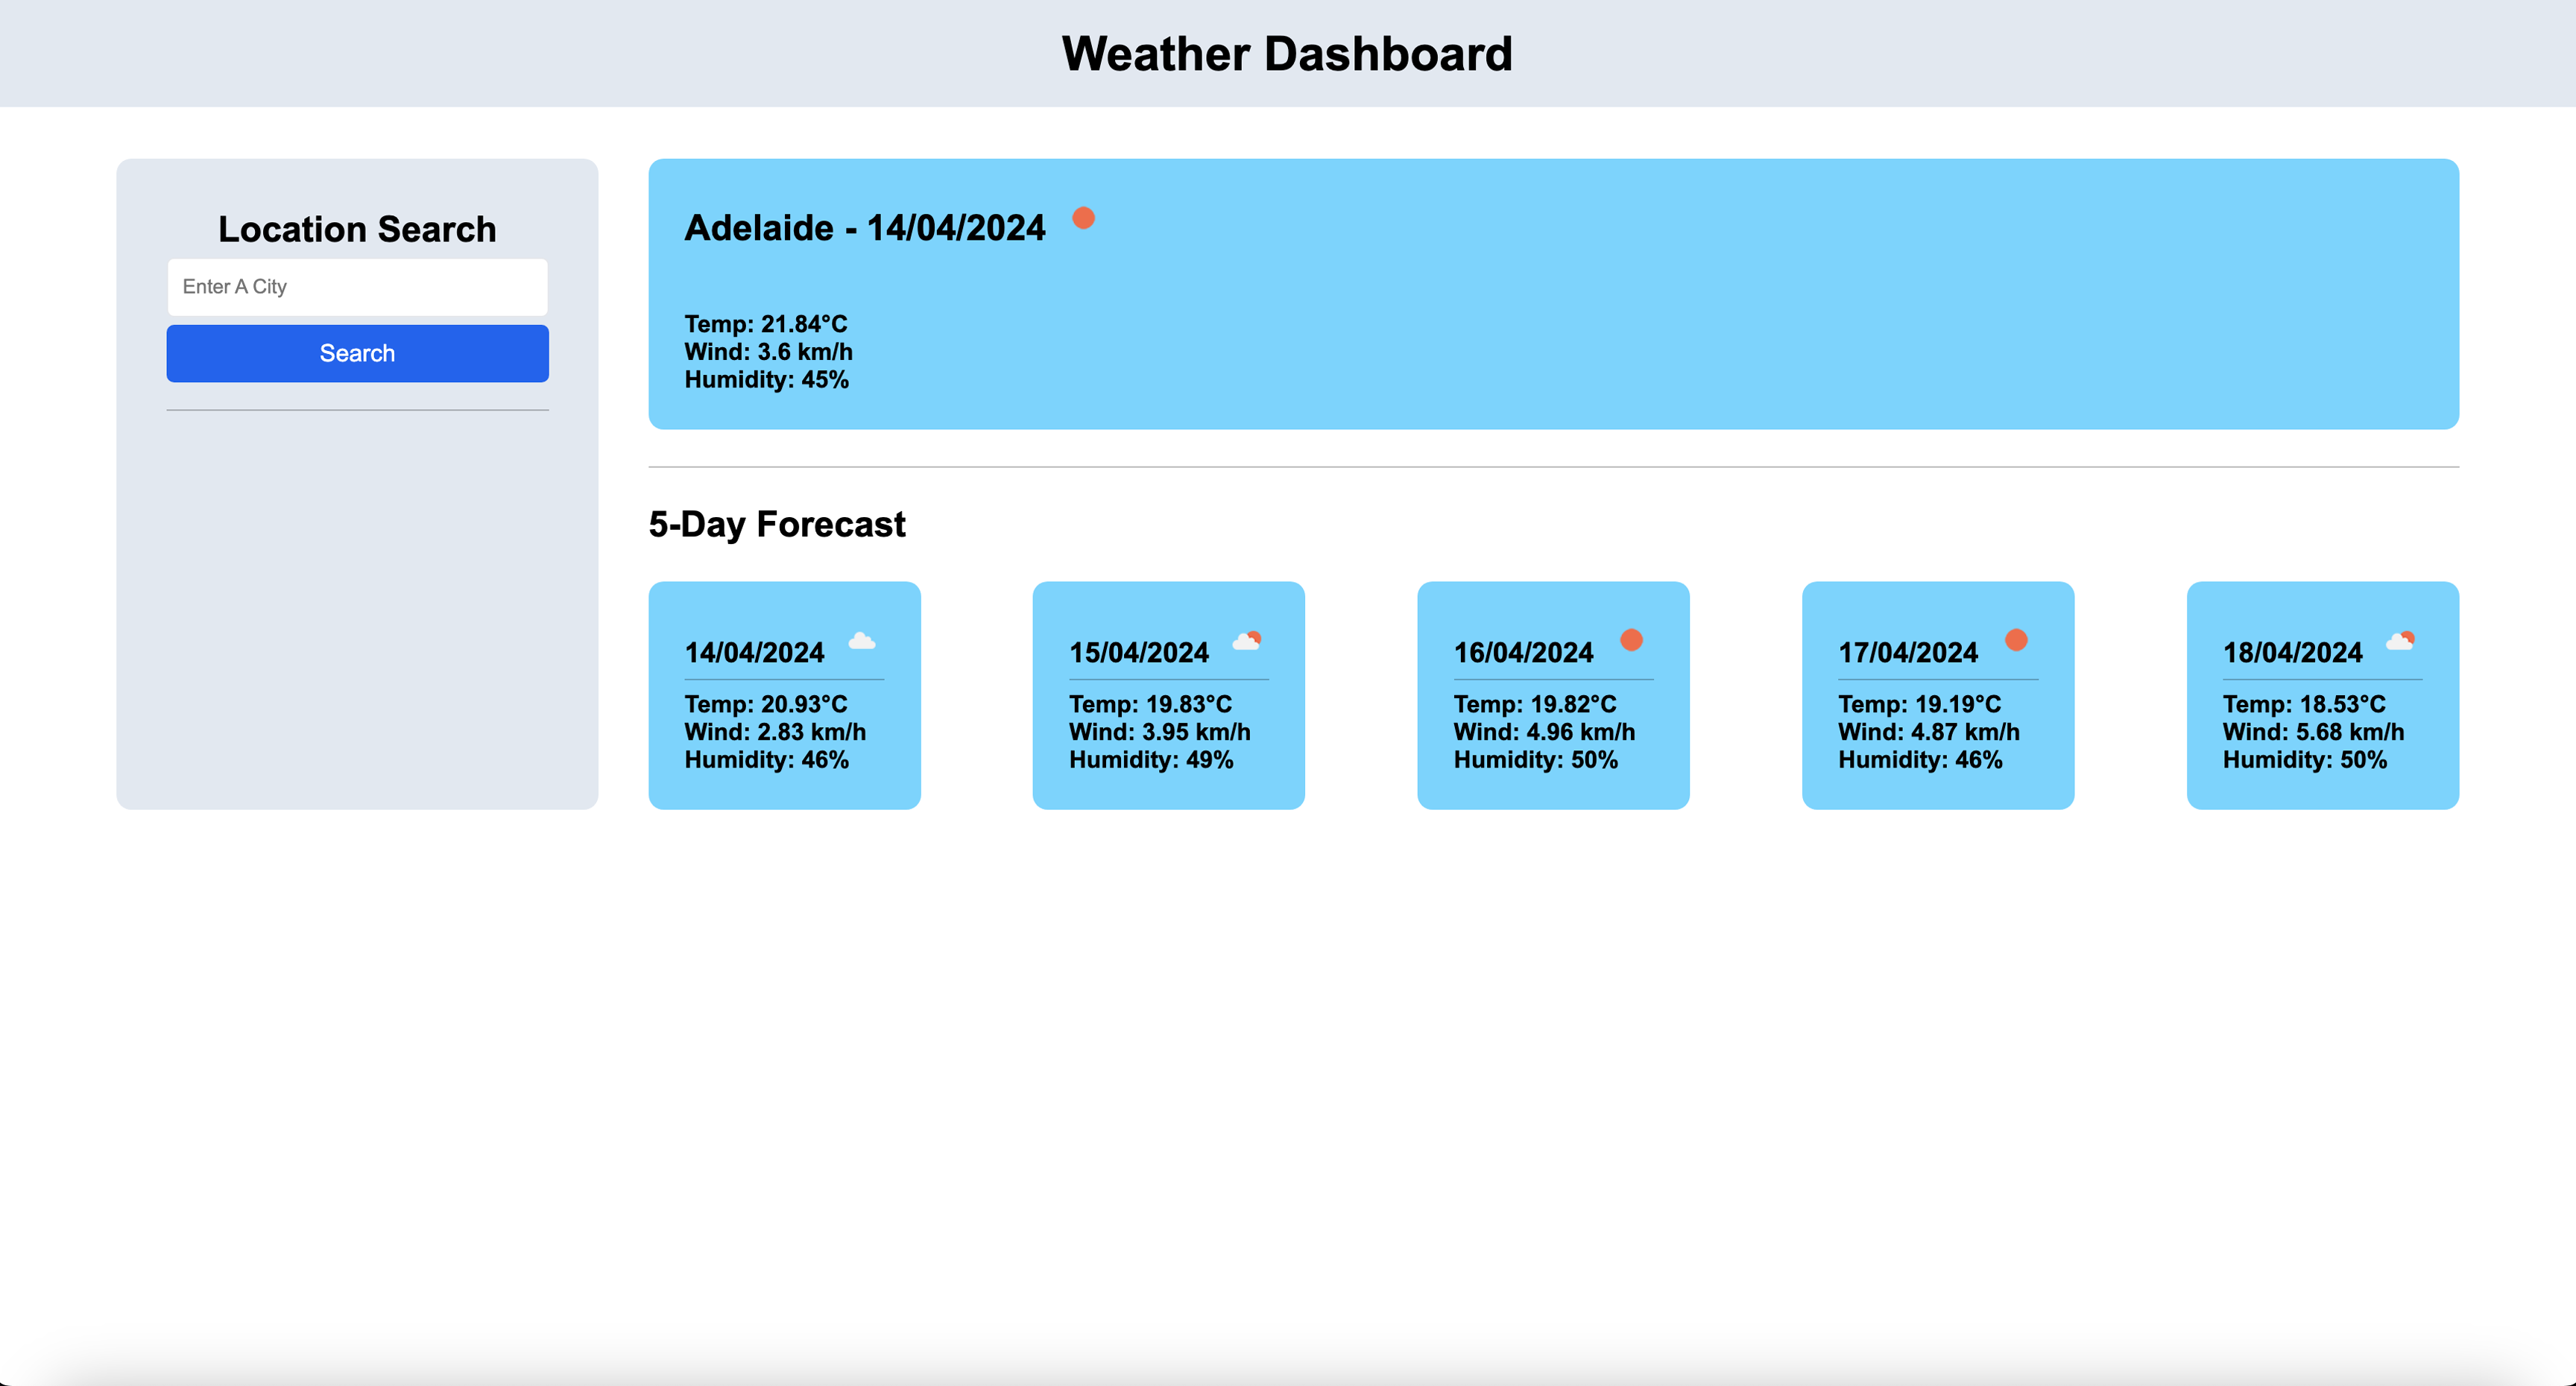 Weather Dashboard
Location Search
Enter A City
Search
Adelaide - 14/04/2024
Temp: 21.84°C
Wind: 3.6 km/h
Humidity: 45%
5-Day Forecast
14/04/2024
Temp: 20.93°C
Wind: 2.83 km/h
Humidity: 46%
15/04/2024
Temp: 19.83°C
Wind: 3.95 km/h
Humidity: 49%
16/04/2024
Temp: 19.82°C
Wind: 4.96 km/h
Humidity: 50%
17/04/2024
Temp: 19.19°C
Wind: 4.87 km/h
Humidity: 46%
18/04/2024
Temp: 18.53°C
Wind: 5.68 km/h
Humidity: 50%